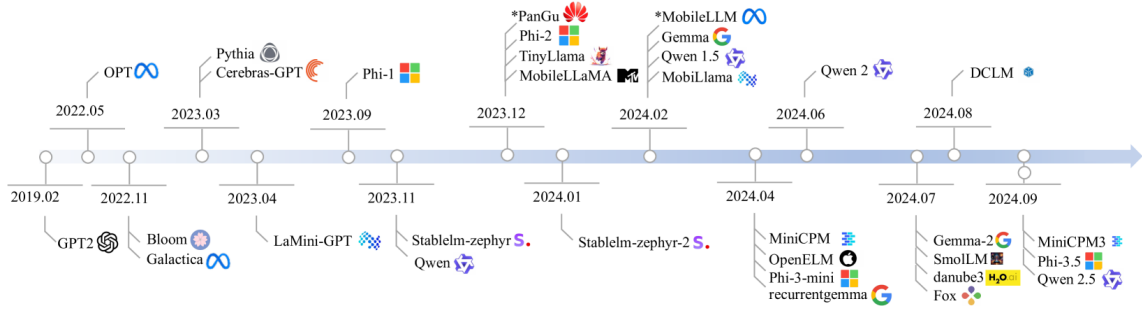 *PanGu
Phi-2
TinyLlama
MobileLLaMA
*MobileLLM
Gemma
Qwen 1.5
MobiLlama
Pythia
Cerebras-GPT
OPT
Phi-1
Qwen 2
DCLM
2022.05
2023.03
2023.09
2023.12
2024.02
2024.06
2024.08
2019.02
2022.11
2023.04
2023.11
2024.01
2024.04
2024.07
2024.09
GPT2
Bloom
Galactica
LaMini-GPT
Stablelm-zephyr S.
Qwen
Stablelm-zephyr-2 S.
MiniCPM
OpenELM
Phi-3-mini
recurrentgemma
Gemma-2
SmolLM
danube3 H2O.ai
Fox
MiniCPM3
Phi-3.5
Qwen 2.5